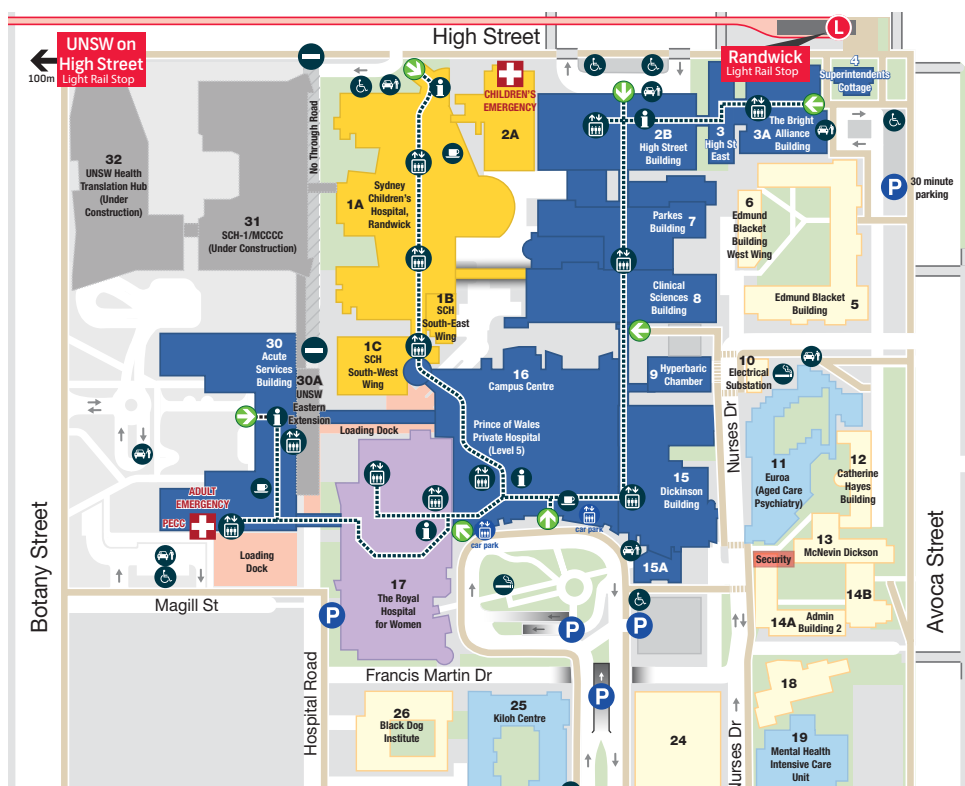 UNSW on
High Street
Light Rail Stop
100m
High Street
L
Randwick
Light Rail Stop
4
Superintendents
Cottage
No Through Road
CHILDREN'S
EMERGENCY
2A
2B
High Street
Building
3
High St
East
3A
The Bright
Alliance
Building
P
30 minute
parking
32
UNSW Health
Translation Hub
(Under
Construction)
31
SCH-1/MCCCC
(Under Construction)
1A
Sydney
Children's
Hospital,
Randwick
Parkes
Building 7
6
Edmund
Blacket
Building
West Wing
Edmund Blacket
Building
5
Clinical
Sciences
Building
8
1B
SCH
South-East
Wing
1C
SCH
South-West
Wing
30
Acute
Services
Building
30A
UNSW
Eastern
Extension
16
Campus Centre
9
Hyperbaric
Chamber
10
Electrical
Substation
Nurses Dr
Loading Dock
Prince of Wales
Private Hospital
(Level 5)
15
Dickinson
Building
11
Euroa
(Aged Care
Psychiatry)
12
Catherine
Hayes
Building
ADULT
EMERGENCY
PECC
Loading
Dock
car park
car park
15A
13
McNevin Dickson
Security
14B
14A
Admin
Building 2
Botany Street
Avoca Street
Magill St
17
The Royal
Hospital
for Women
P
P
P
P
Francis Martin Dr
Hospital Road
26
Black Dog
Institute
25
Kiloh Centre
24
Nurses Dr
18
19
Mental Health
Intensive Care
Unit